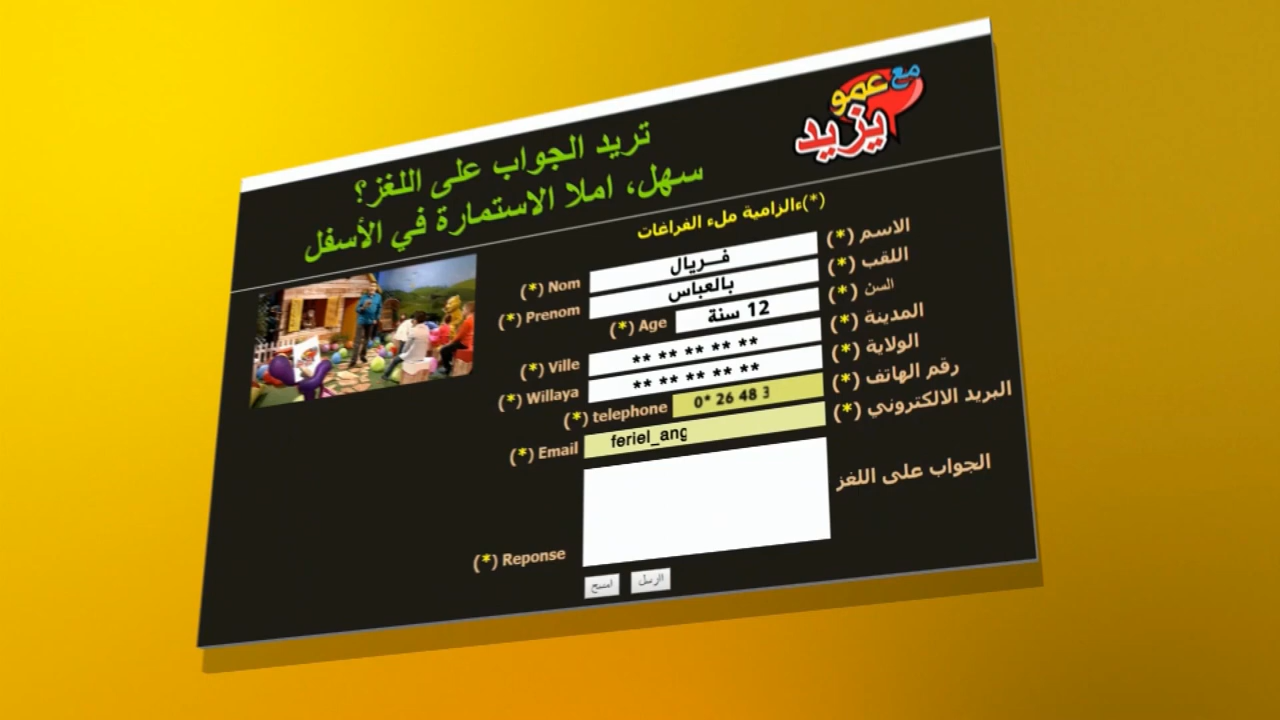 مع
عمو
يزيد
تريد الجواب على اللغز؟
سهل، املا الاستمارة في الأسفل
(*)ءالزامية ملء الفراغات
الاسم (*) فـــريال Nom (*)
اللقب (*) بالعباس Prenom (*)
السن (*) 12 سنة Age (*)
المدينة (*) ** ** ** ** ** Ville (*)
الولاية (*) ** ** ** ** ** Willaya (*)
رقم الهاتف (*) 0* 26 48 3 telephone (*)
البريد الالكتروني (*) feriel_ang Email (*)
الجواب على اللغز
Reponse (*)
الرسل امسح